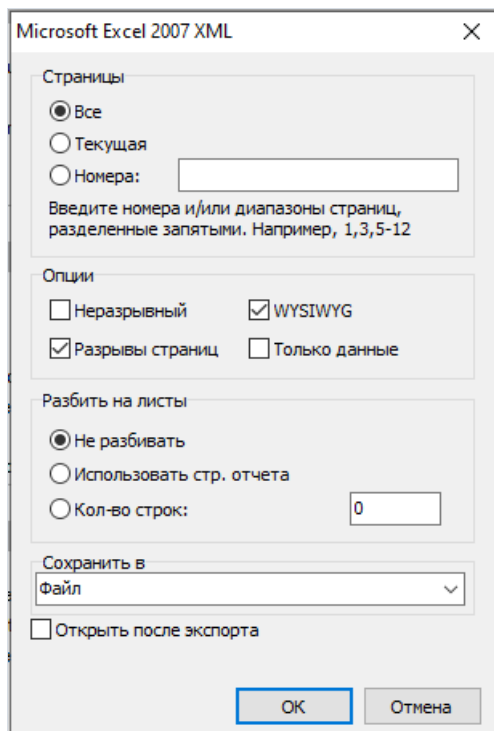 Microsoft Excel 2007 XML
Страницы
Все
Текущая
Номера:
Введите номера и/или диапазоны страниц,
разделенные запятыми. Например, 1,3,5-12
Опции
Неразрывный WYSIWYG
Разрывы страниц Только данные
Разбить на листы
Не разбивать
Использовать стр. отчета
Кол-во строк: 0
Сохранить в
Файл
Открыть после экспорта
ОК Отмена